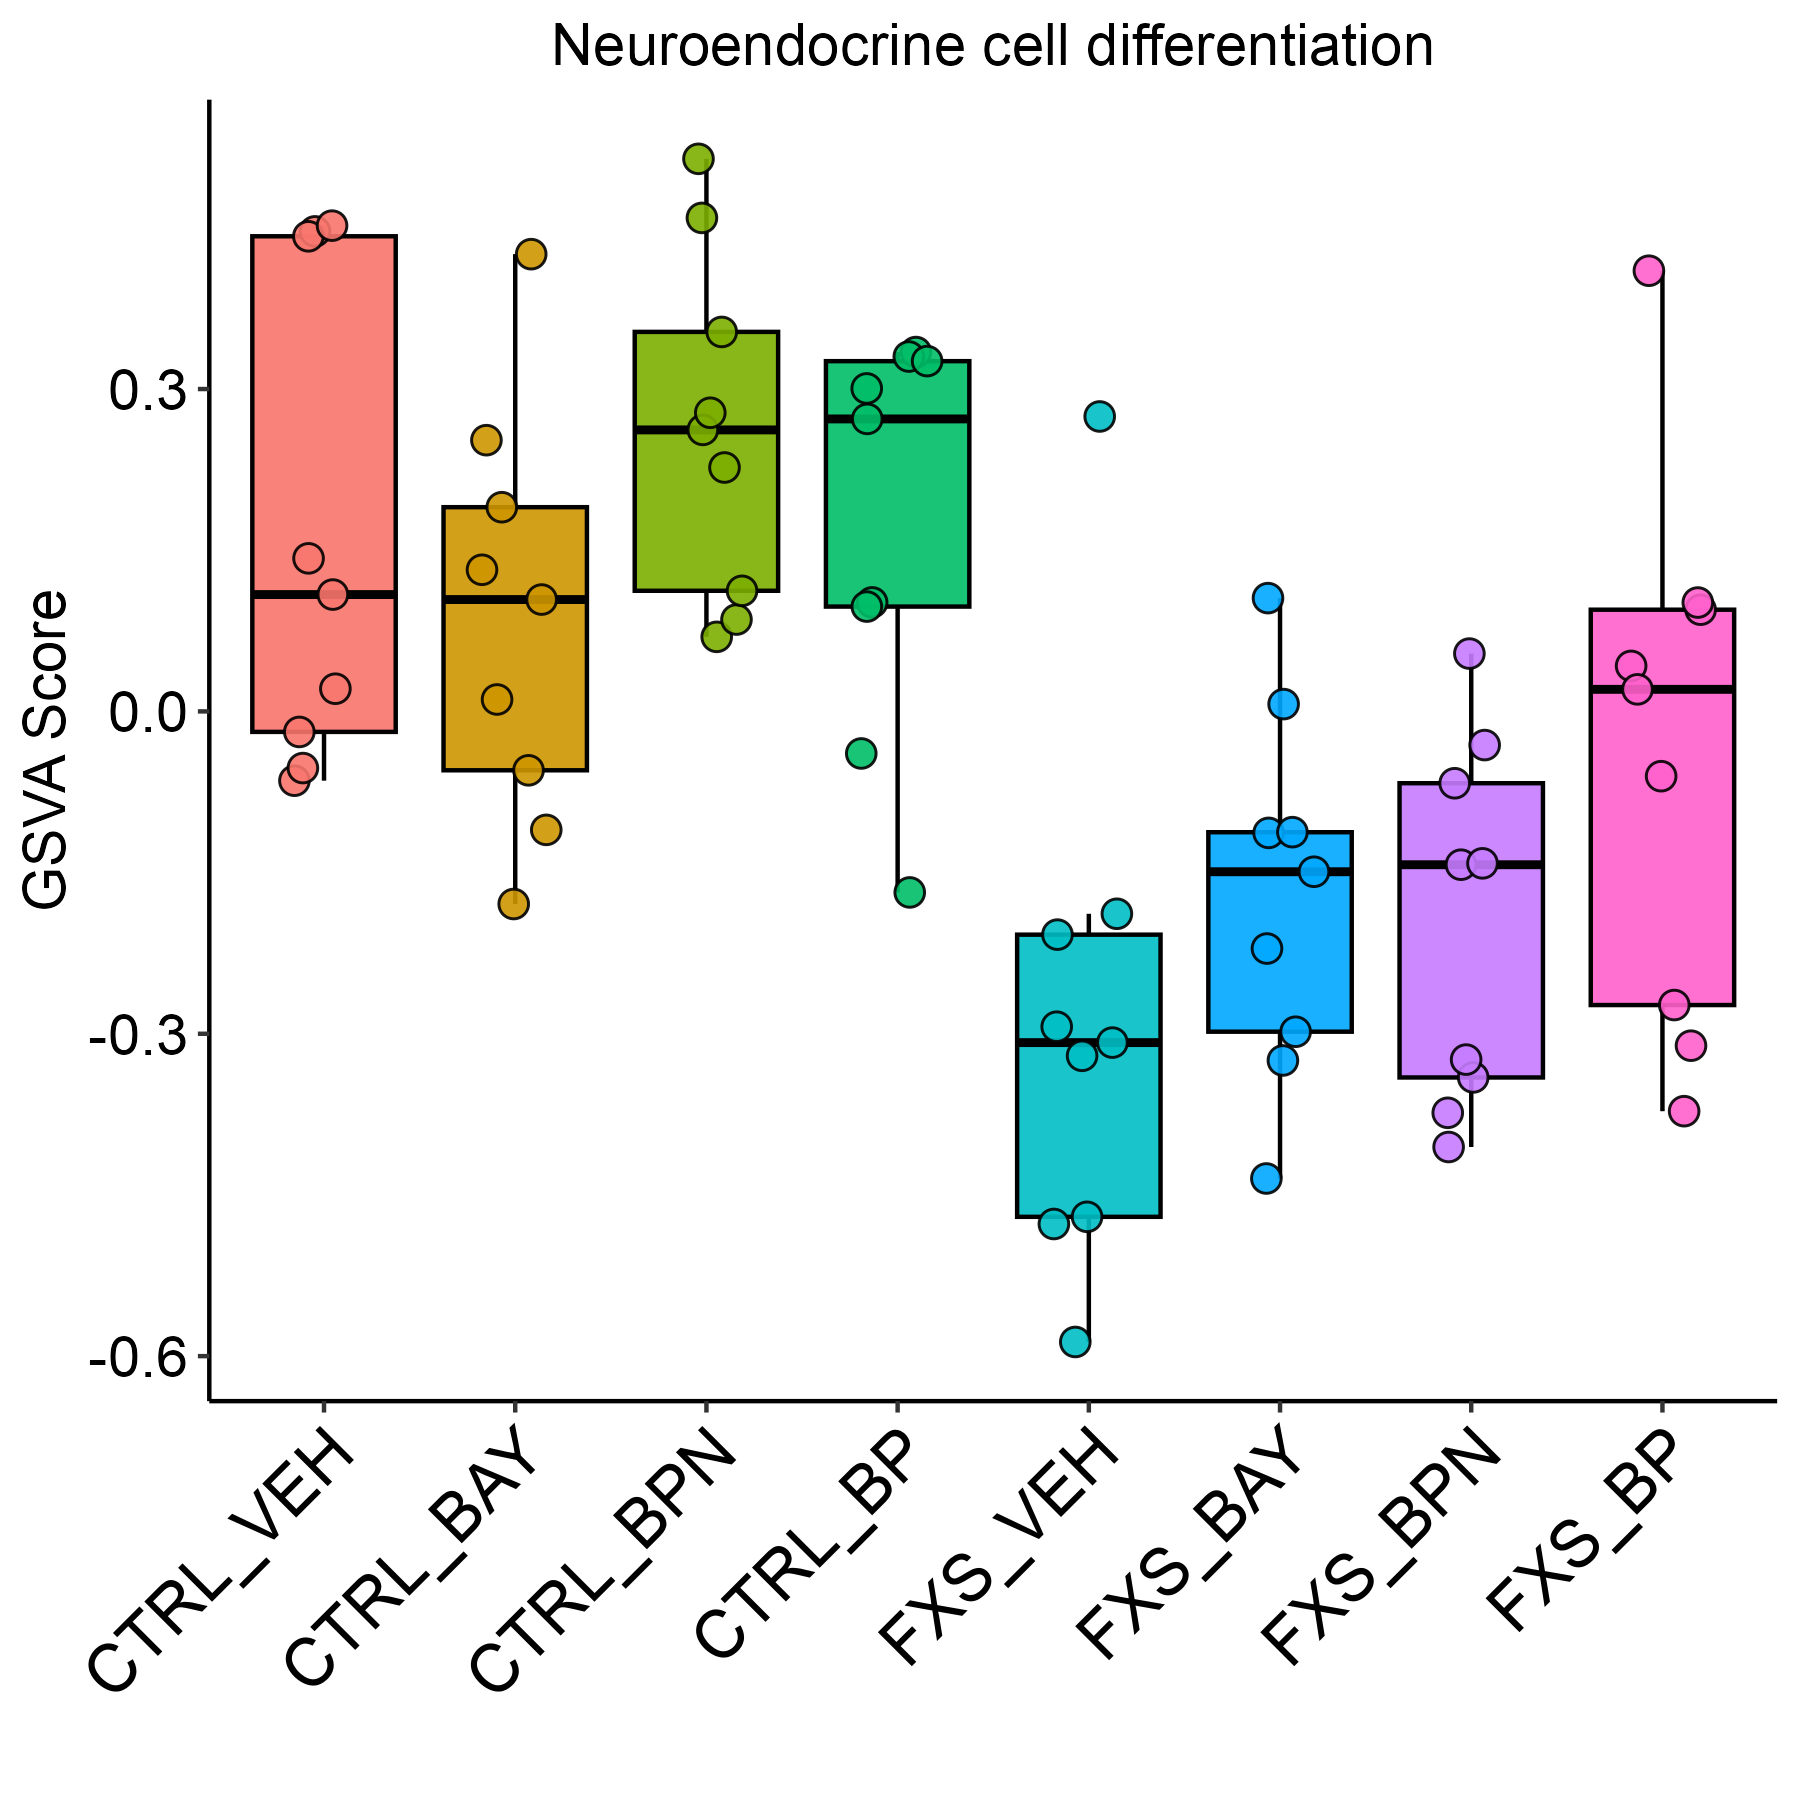 Neuroendocrine cell differentiation
GSVA Score
0.3
0.0
-0.3
-0.6
CTRL_VEH
CTRL_BAY
CTRL_BPN
CTRL_BP
FXS_VEH
FXS_BAY
FXS_BPN
FXS_BP